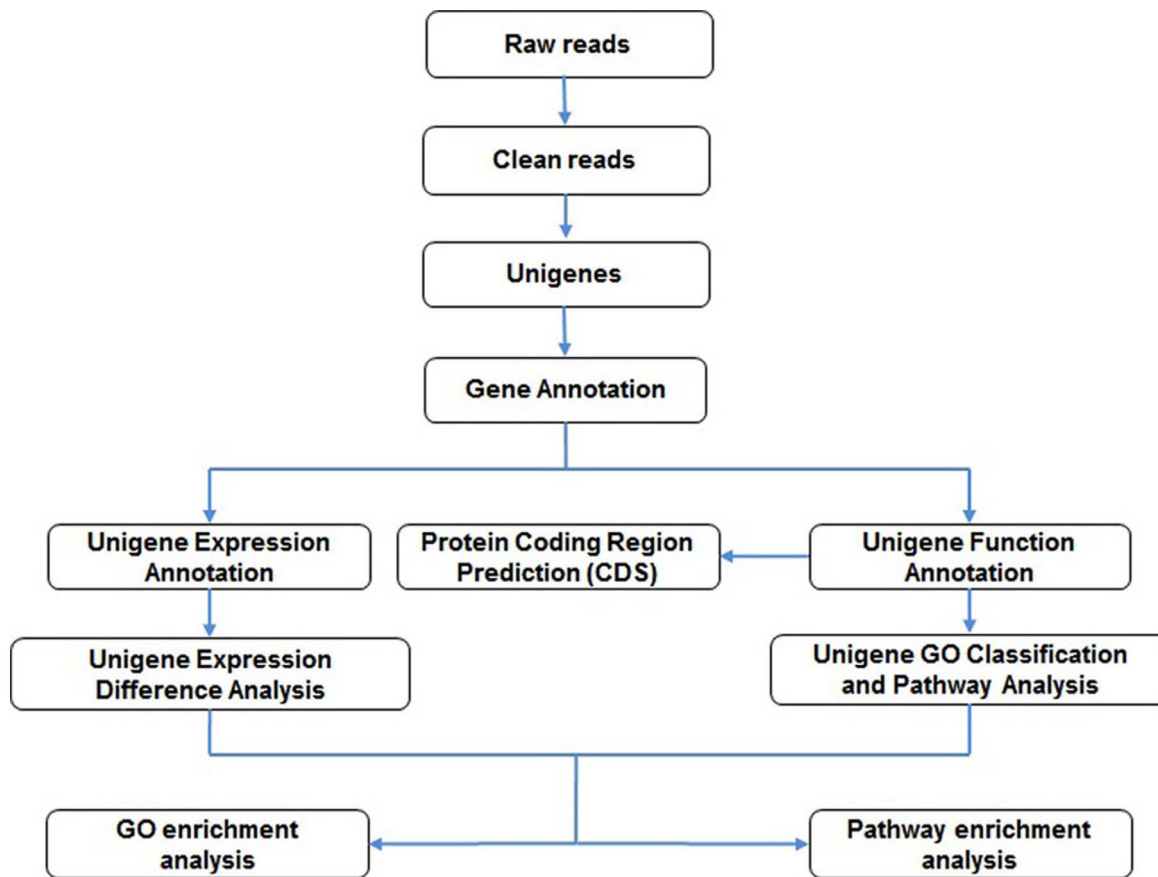 Raw reads
Clean reads
Unigenes
Gene Annotation
Unigene Expression
Annotation
Protein Coding Region
Prediction (CDS)
Unigene Function
Annotation
Unigene Expression
Difference Analysis
Unigene GO Classification
and Pathway Analysis
GO enrichment
analysis
Pathway enrichment
analysis